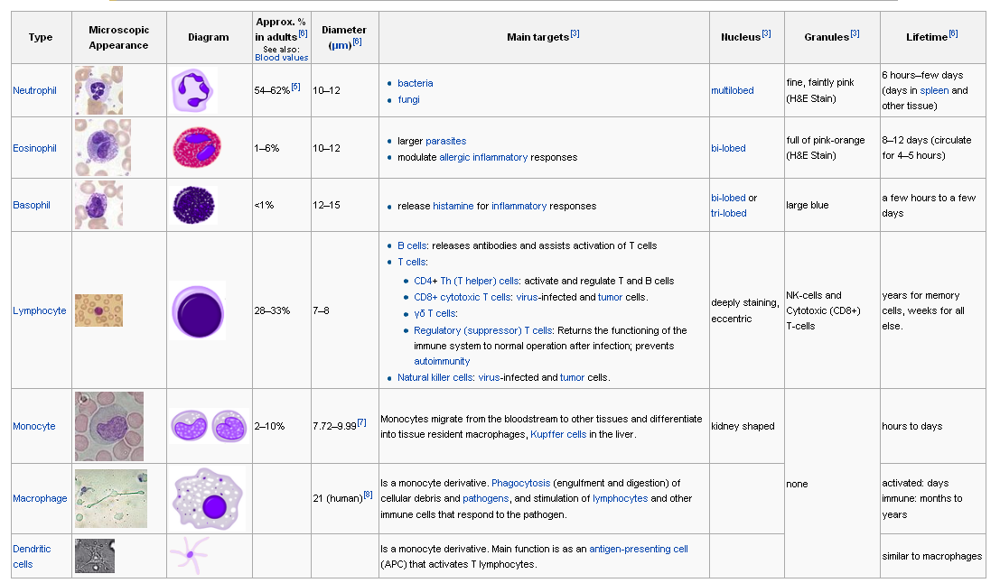 Type
Microscopic
Appearance
Diagram
Approx. %
in adults[6]
See also:
Blood values
Diameter
(μm)[6]
Main targets[3]
Nucleus[3]
Granules[3]
Lifetime[6]
Neutrophil
54–62%[5]
10–12
bacteria
fungi
multilobed
fine, faintly pink
(H&E Stain)
6 hours–few days
(days in spleen and
other tissue)
Eosinophil
1–6%
10–12
larger parasites
modulate allergic inflammatory responses
bi-lobed
full of pink-orange
(H&E Stain)
8–12 days (circulate
for 4–5 hours)
Basophil
<1%
12–15
release histamine for inflammatory responses
bi-lobed or
tri-lobed
large blue
a few hours to a few
days
Lymphocyte
28–33%
7–8
B cells: releases antibodies and assists activation of T cells
T cells:
CD4+ Th (T helper) cells: activate and regulate T and B cells
CD8+ cytotoxic T cells: virus-infected and tumor cells.
γδ T cells:
Regulatory (suppressor) T cells: Returns the functioning of the
immune system to normal operation after infection; prevents
autoimmunity
Natural killer cells: virus-infected and tumor cells.
deeply staining,
eccentric
NK-cells and
Cytotoxic (CD8+)
T-cells
years for memory
cells, weeks for all
else.
Monocyte
2–10%
7.72–9.99[7]
Monocytes migrate from the bloodstream to other tissues and differentiate
into tissue resident macrophages, Kupffer cells in the liver.
kidney shaped
none
hours to days
Macrophage
21 (human)[8]
Is a monocyte derivative. Phagocytosis (engulfment and digestion) of
cellular debris and pathogens, and stimulation of lymphocytes and other
immune cells that respond to the pathogen.
activated: days
immune: months to
years
Dendritic
cells
Is a monocyte derivative. Main function is as an antigen-presenting cell
(APC) that activates T lymphocytes.
similar to macrophages